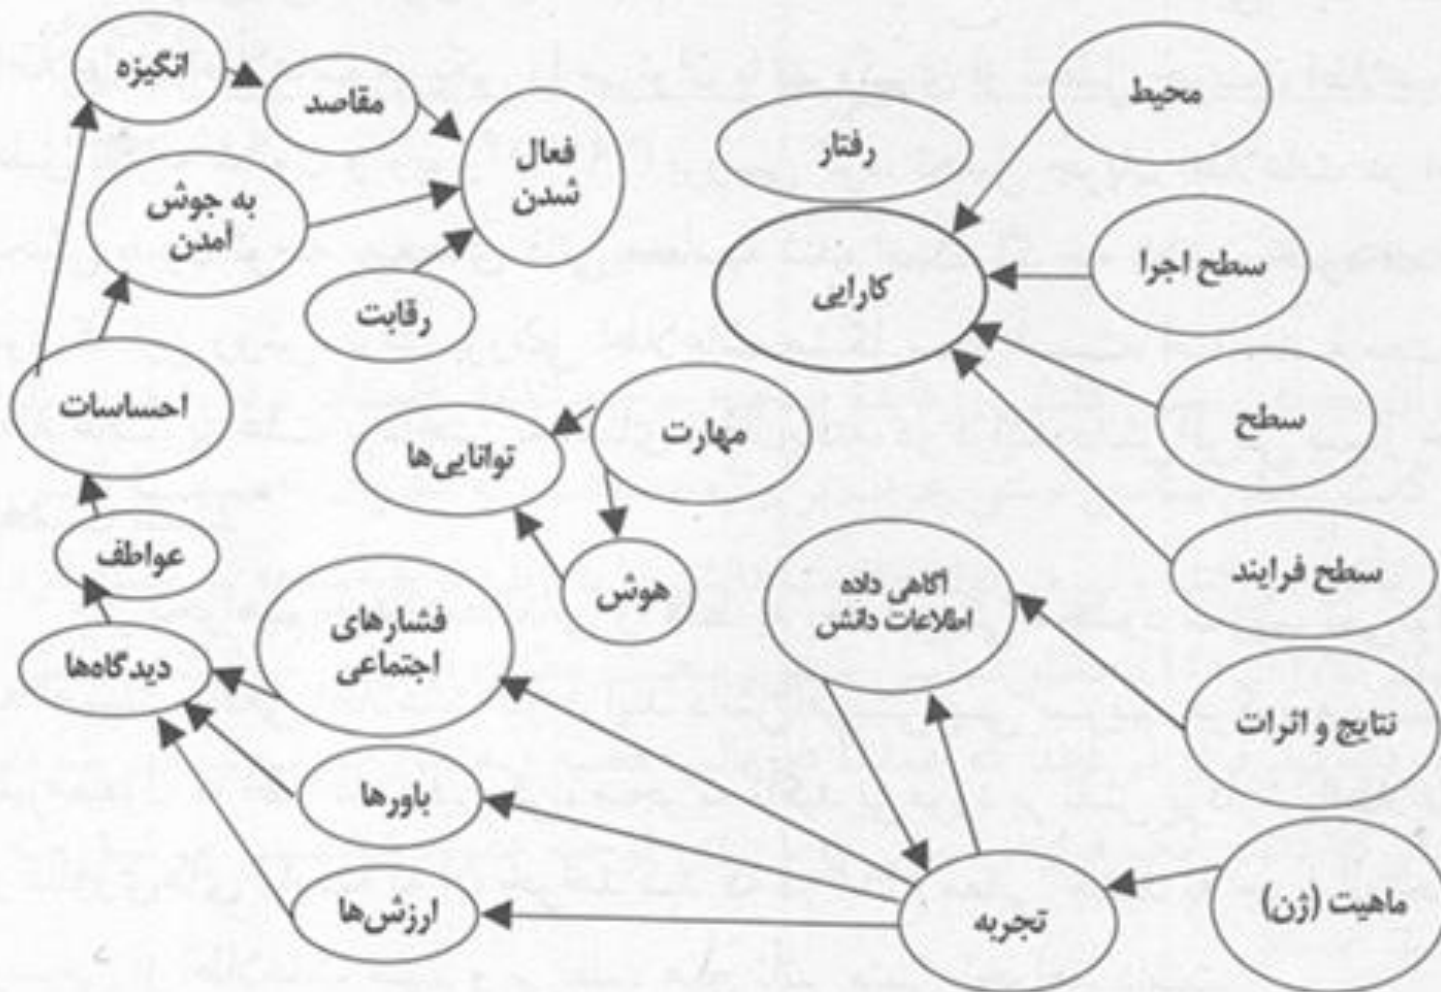 انگیزه
مقاصد
فعال
شدن
به جوش
آمدن
رقابت
احساسات
عواطف
دیدگاه‌ها
رفتار
کارایی
محیط
سطح اجرا
سطح
سطح فرایند
نتایج و اثرات
ماهیت (ژن)
مهارت
توانایی‌ها
هوش
آگاهی داده
اطلاعات دانش
فشارهای
اجتماعی
باورها
ارزش‌ها
تجربه